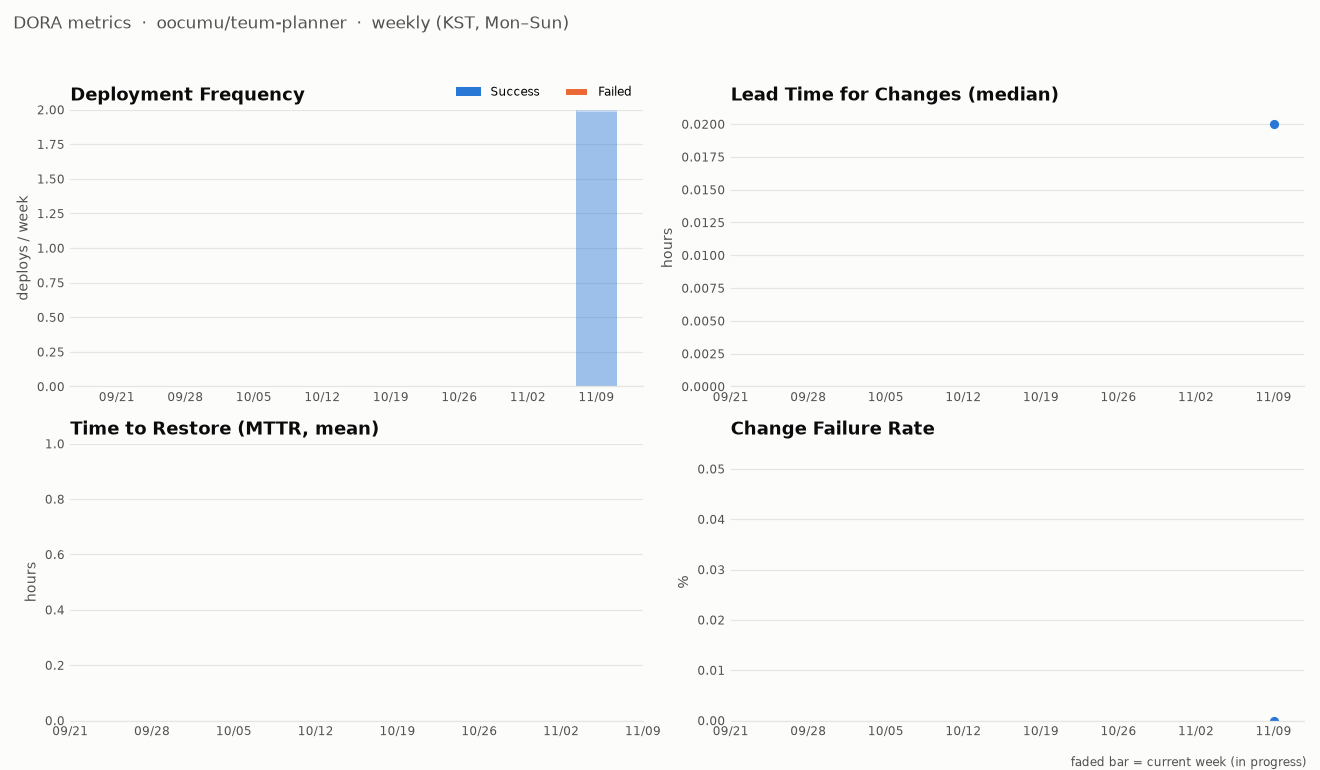 DORA metrics · oocumu/teum-planner · weekly (KST, Mon–Sun)
Deployment Frequency
Success
Failed
deploys / week
2.00
1.75
1.50
1.25
1.00
0.75
0.50
0.25
0.00
09/21 09/28 10/05 10/12 10/19 10/26 11/02 11/09
Lead Time for Changes (median)
hours
0.0200
0.0175
0.0150
0.0125
0.0100
0.0075
0.0050
0.0025
0.0000
09/21 09/28 10/05 10/12 10/19 10/26 11/02 11/09
Time to Restore (MTTR, mean)
hours
1.0
0.8
0.6
0.4
0.2
0.0
09/21 09/28 10/05 10/12 10/19 10/26 11/02 11/09
Change Failure Rate
%
0.05
0.04
0.03
0.02
0.01
0.00
09/21 09/28 10/05 10/12 10/19 10/26 11/02 11/09
faded bar = current week (in progress)